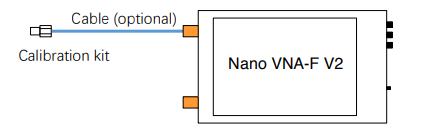 Cable (optional)
Calibration kit
Nano VNA-F V2